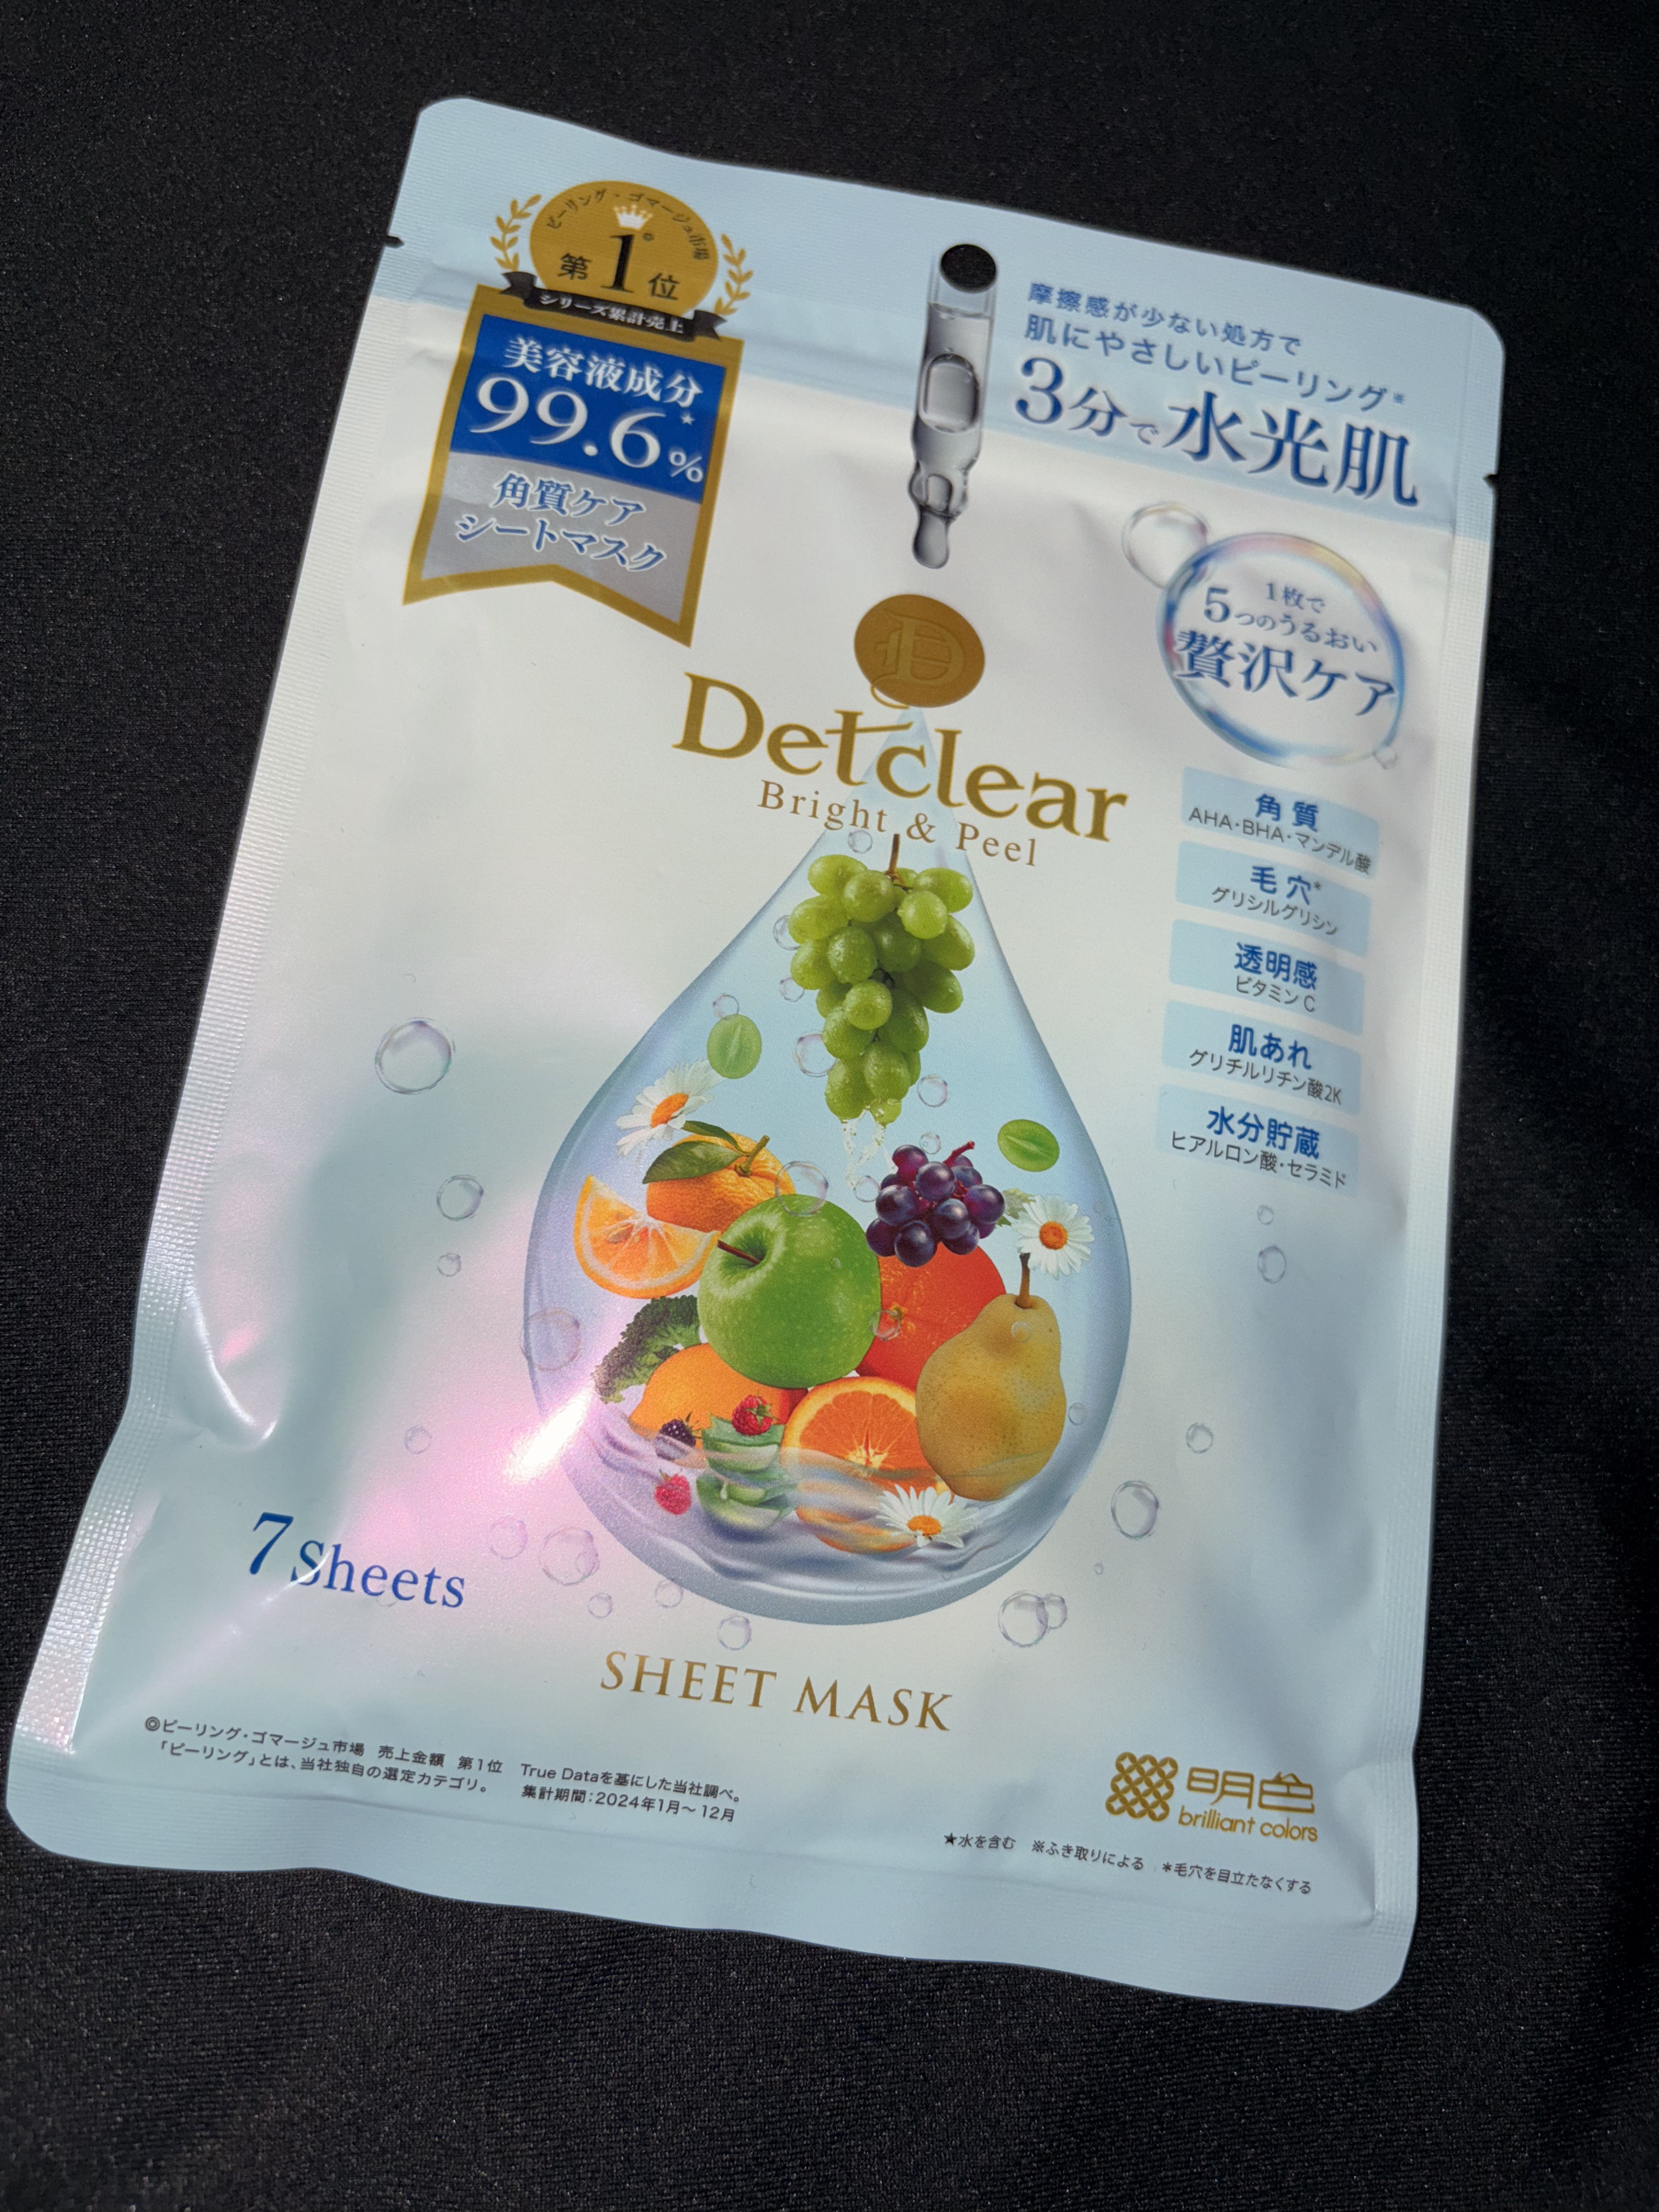 ピーリング・ゴマージュ市場
第1位◎
シリーズ累計売上
美容液成分
99.6%★
角質ケア
シートマスク
摩擦感が少ない処方で
肌にやさしいピーリング※
3分で水光肌
1枚で
5つのうるおい
贅沢ケア
D
Detclear
Bright & Peel
角質
AHA・BHA・マンデル酸
毛穴*
グリシルグリシン
透明感
ビタミンC
肌あれ
グリチルリチン酸2K
水分貯蔵
ヒアルロン酸・セラミド
7 Sheets
SHEET MASK
◎ピーリング・ゴマージュ市場 売上金額 第1位 True Dataを基にした当社調べ。
「ピーリング」とは、当社独自の選定カテゴリ。 集計期間：2024年1月～12月
明色
brilliant colors
★水を含む ※ふき取りによる *毛穴を目立たなくする